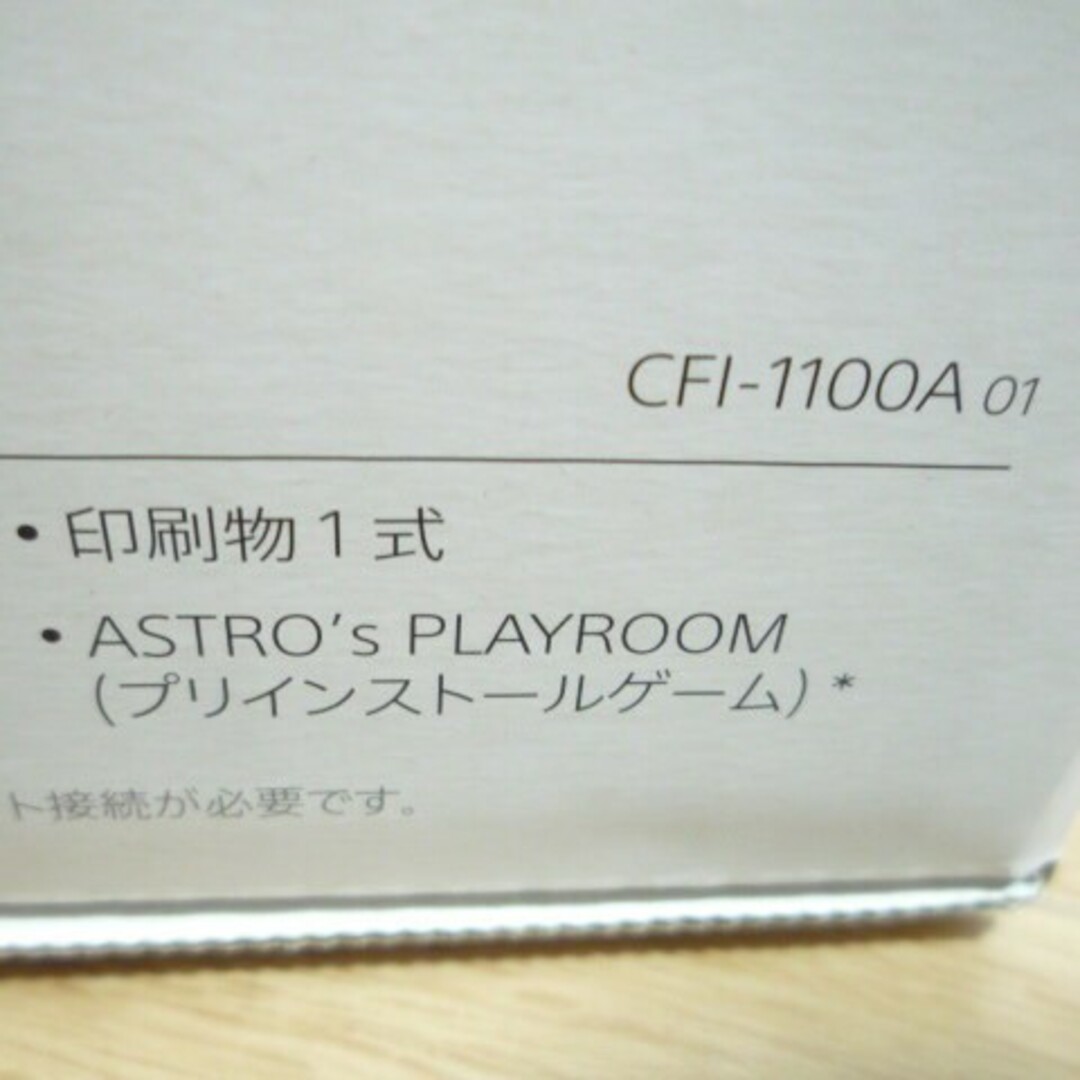 CFI-1100A 01
・印刷物1式
・ASTRO's PLAYROOM
(プリインストールゲーム)*
ト接続が必要です。